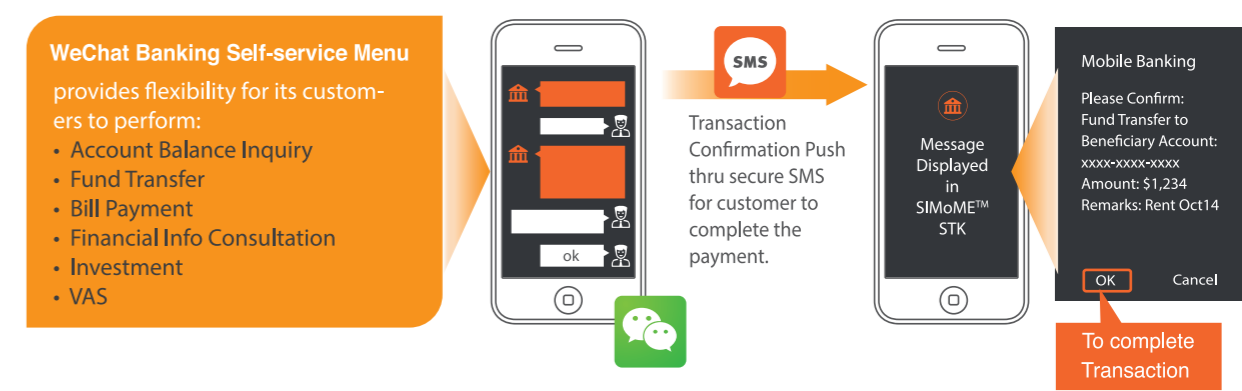 WeChat Banking Self-service Menu
provides flexibility for its custom-
ers to perform:
• Account Balance Inquiry
• Fund Transfer
• Bill Payment
• Financial Info Consultation
• Investment
• VAS
ok
SMS
Transaction
Confirmation Push
thru secure SMS
for customer to
complete the
payment.
Message
Displayed
in
SIMoME™
STK
Mobile Banking
Please Confirm:
Fund Transfer to
Beneficiary Account:
xxxx-xxxx-xxxx
Amount: $1,234
Remarks: Rent Oct14
OK Cancel
To complete
Transaction